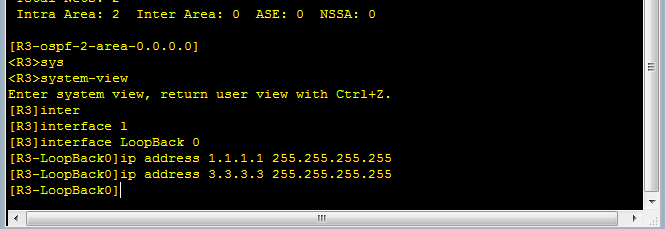 Intra Area: 2  Inter Area: 0  ASE: 0  NSSA: 0
[R3-ospf-2-area-0.0.0.0]
<R3>sys
<R3>system-view
Enter system view, return user view with Ctrl+Z.
[R3]inter
[R3]interface l
[R3]interface LoopBack 0
[R3-LoopBack0]ip address 1.1.1.1 255.255.255.255
[R3-LoopBack0]ip address 3.3.3.3 255.255.255.255
[R3-LoopBack0]